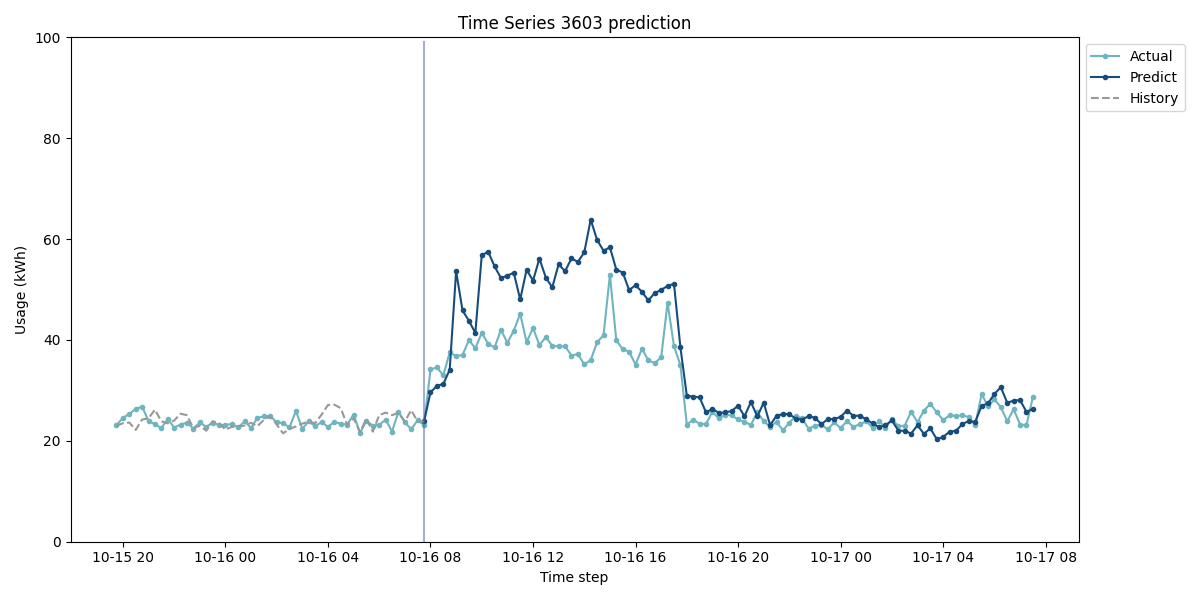 Time Series 3603 prediction
100
80
60
40
20
0
Usage (kWh)
10-15 20
10-16 00
10-16 04
10-16 08
10-16 12
10-16 16
10-16 20
10-17 00
10-17 04
10-17 08
Time step
Actual
Predict
History